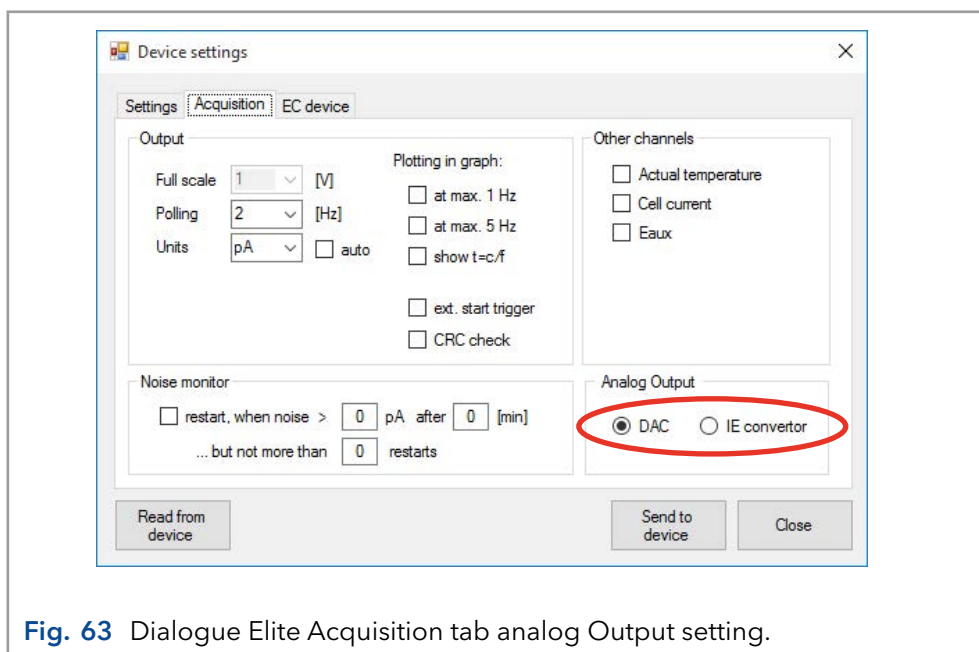 Device settings
Settings Acquisition EC device
Output
Full scale 1 [V]
Polling 2 [Hz]
Units pA auto
Plotting in graph:
at max. 1 Hz
at max. 5 Hz
show t=c/f
ext. start trigger
CRC check
Other channels
Actual temperature
Cell current
Eaux
Noise monitor
restart, when noise > 0 pA after 0 [min]
... but not more than 0 restarts
Analog Output
DAC IE convertor
Read from
device
Send to
device
Close
Fig. 63 Dialogue Elite Acquisition tab analog Output setting.